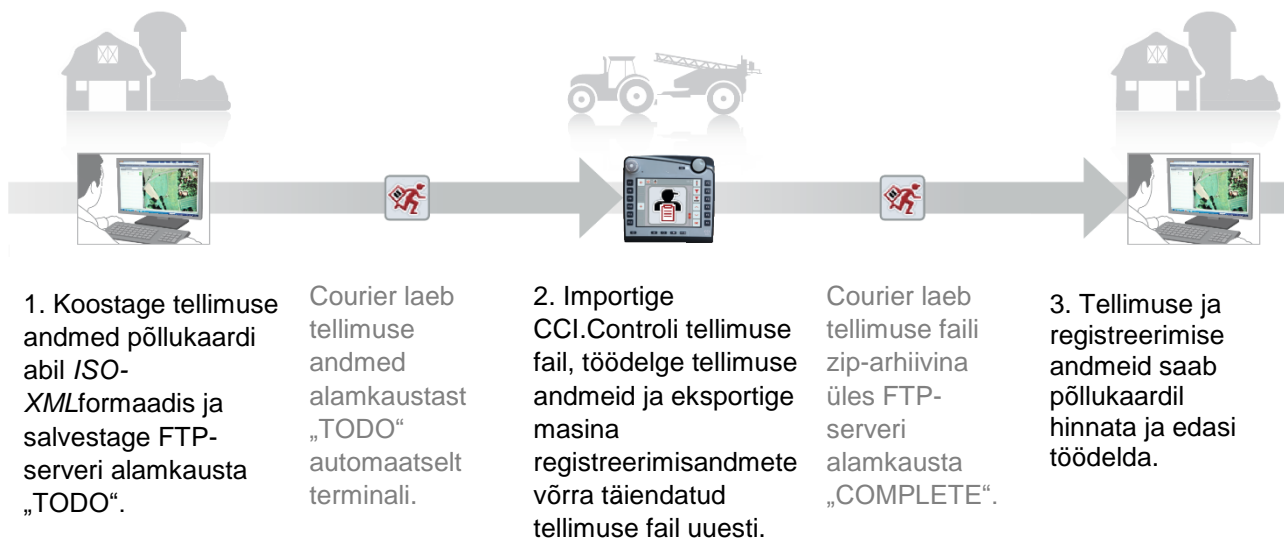 1. Koostage tellimuse
andmed põllukaardi
abil ISO-
XMLformaadis ja
salvestage FTP-
serveri alamkausta
„TODO“.
Courier laeb
tellimuse
andmed
alamkaustast
„TODO“
automaatselt
terminali.
2. Importige
CCI.Controli tellimuse
fail, töödelge tellimuse
andmeid ja eksportige
masina
registreerimisandmete
võrra täiendatud
tellimuse fail uuesti.
Courier laeb
tellimuse faili
zip-arhiivina
üles FTP-
serveri
alamkausta
„COMPLETE“.
3. Tellimuse ja
registreerimise
andmeid saab
põllukaardil
hinnata ja edasi
töödelda.